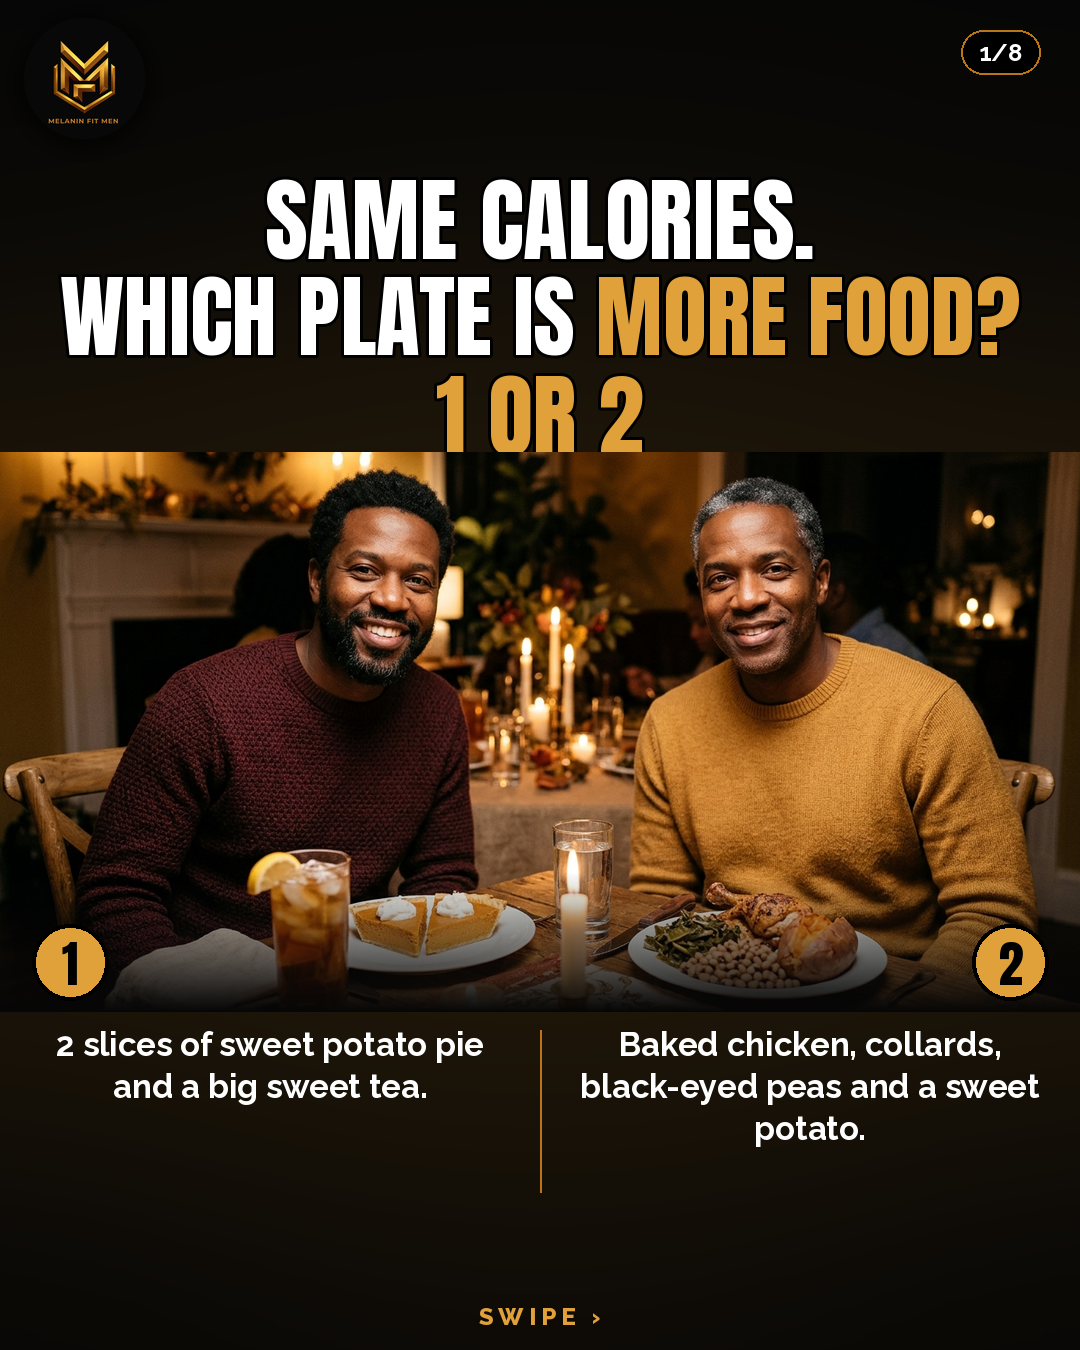 MELANIN FIT MEN
1/8
SAME CALORIES.
WHICH PLATE IS MORE FOOD?
1 OR 2
1
2
2 slices of sweet potato pie
and a big sweet tea.
Baked chicken, collards,
black-eyed peas and a sweet
potato.
SWIPE ›